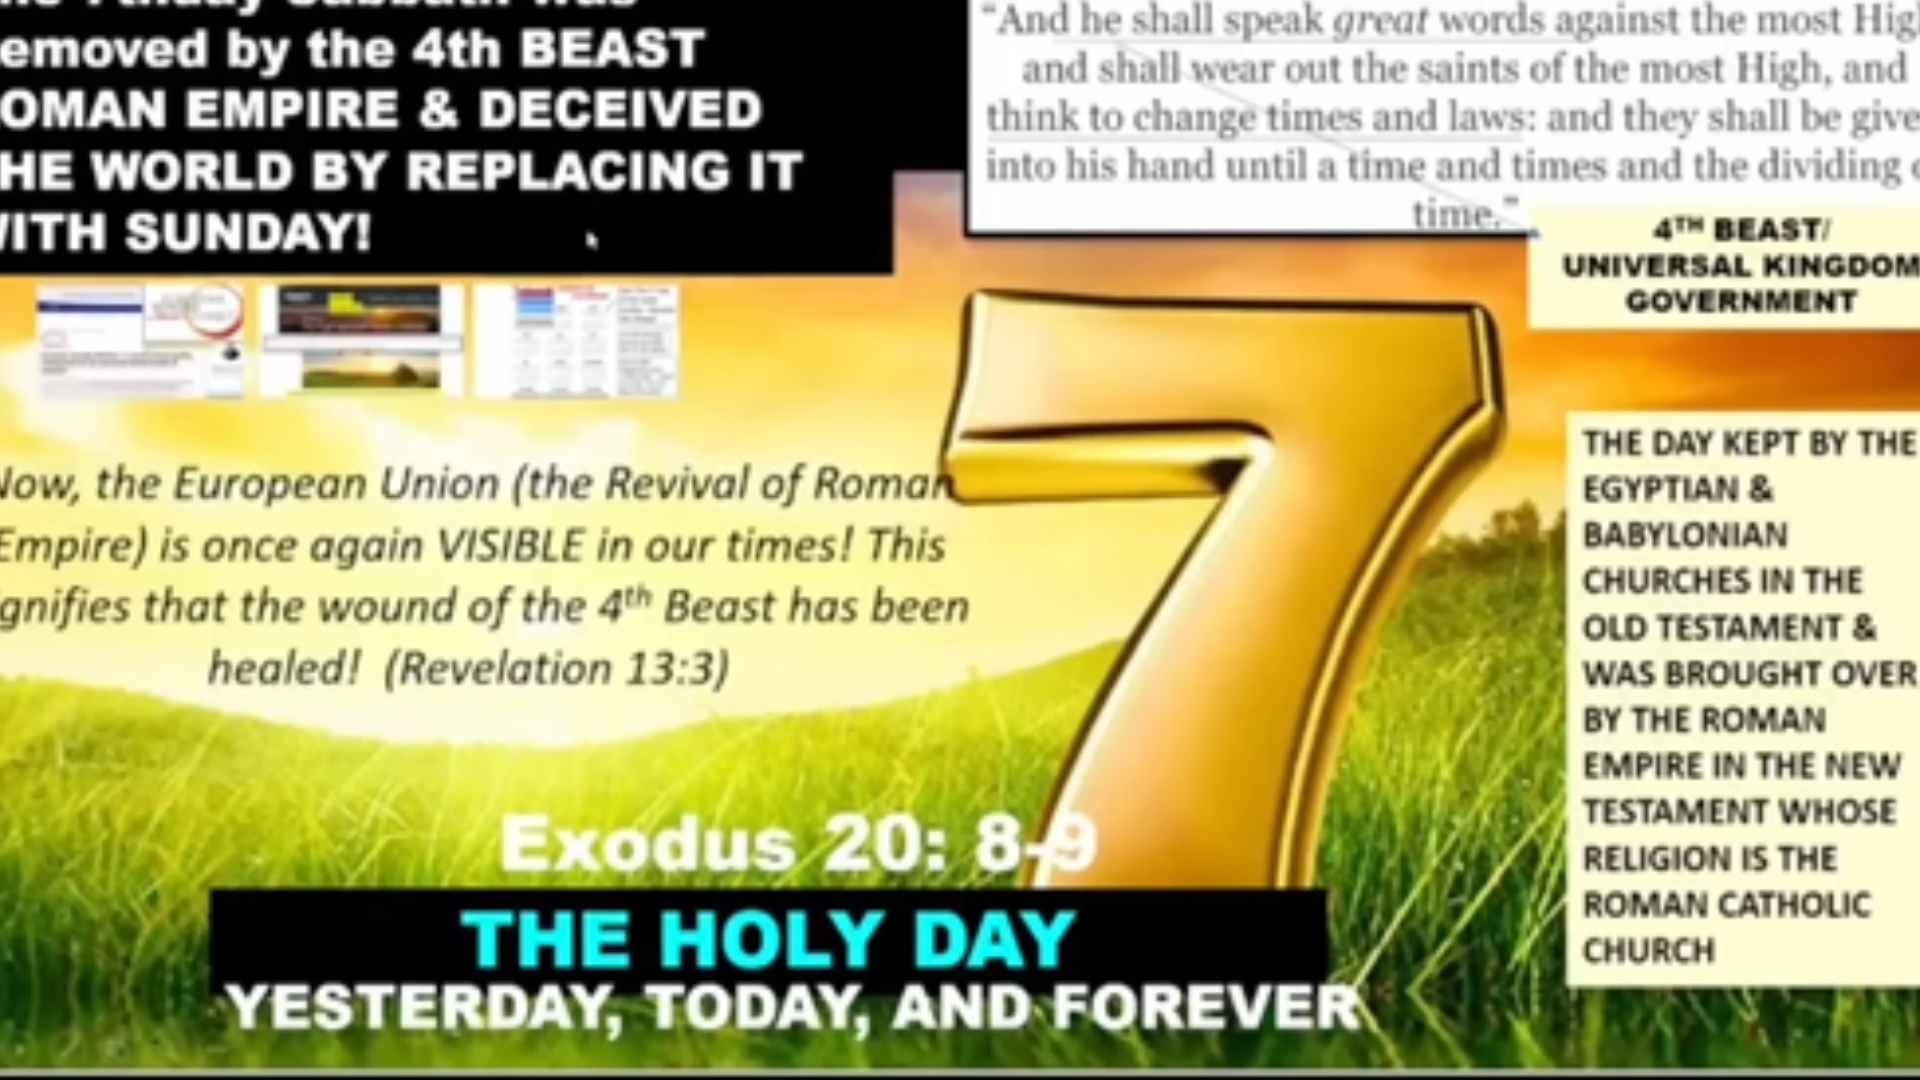 7thday Sabbath was
emoved by the 4th BEAST
OMAN EMPIRE & DECEIVED
HE WORLD BY REPLACING IT
WITH SUNDAY!
"And he shall speak great words against the most High
and shall wear out the saints of the most High, and
think to change times and laws: and they shall be give
into his hand until a time and times and the dividing o
time."
4TH BEAST/
UNIVERSAL KINGDOM
GOVERNMENT
Now, the European Union (the Revival of Roman
Empire) is once again VISIBLE in our times! This
ignifies that the wound of the 4th Beast has been
healed! (Revelation 13:3)
7
THE DAY KEPT BY THE
EGYPTIAN &
BABYLONIAN
CHURCHES IN THE
OLD TESTAMENT &
WAS BROUGHT OVER
BY THE ROMAN
EMPIRE IN THE NEW
TESTAMENT WHOSE
RELIGION IS THE
ROMAN CATHOLIC
CHURCH
Exodus 20: 8-9
THE HOLY DAY
YESTERDAY, TODAY, AND FOREVER